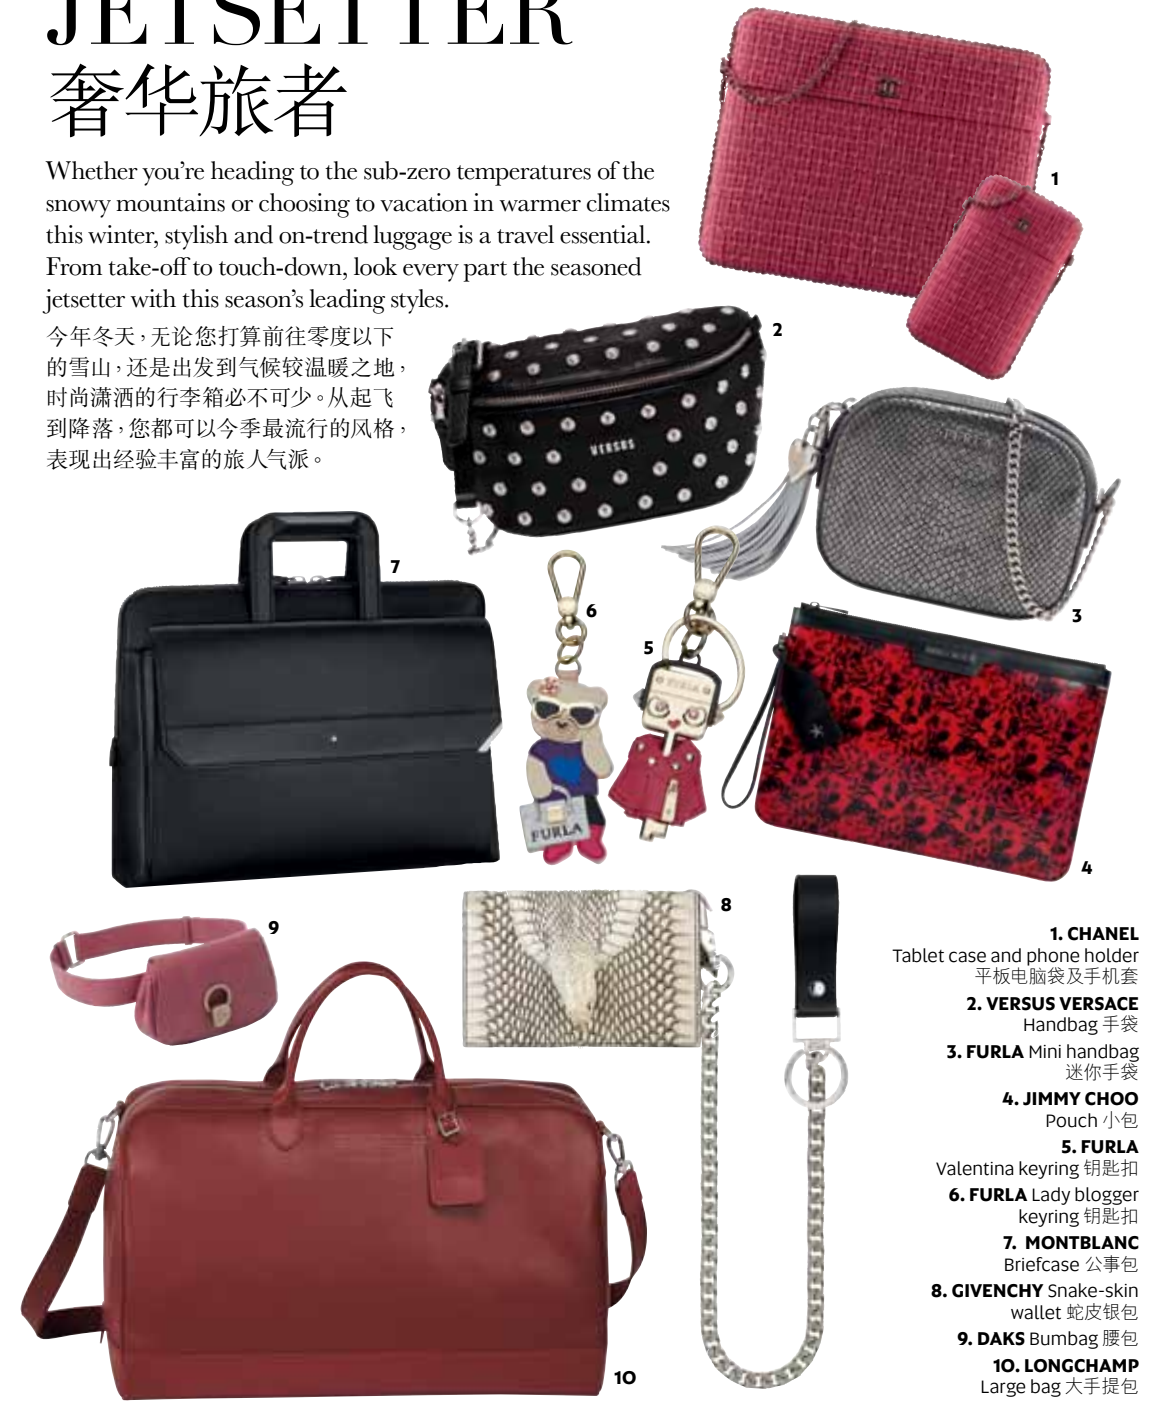 JETSETTER
奢华旅者
Whether you’re heading to the sub-zero temperatures of the
snowy mountains or choosing to vacation in warmer climates
this winter, stylish and on-trend luggage is a travel essential.
From take-off to touch-down, look every part the seasoned
jetsetter with this season’s leading styles.
今年冬天，无论您打算前往零度以下
的雪山，还是出发到气候较温暖之地，
时尚潇洒的行李箱必不可少。从起飞
到降落，您都可以今季最流行的风格，
表现出经验丰富的旅人气派。
1
2
VERSUS
3
7
6
5
FURLA
FURLA
4
8
9
10
1. CHANEL
Tablet case and phone holder
平板电脑袋及手机套
2. VERSUS VERSACE
Handbag 手袋
3. FURLA Mini handbag
迷你手袋
4. JIMMY CHOO
Pouch 小包
5. FURLA
Valentina keyring 钥匙扣
6. FURLA Lady blogger
keyring 钥匙扣
7. MONTBLANC
Briefcase 公事包
8. GIVENCHY Snake-skin
wallet 蛇皮银包
9. DAKS Bumbag 腰包
10. LONGCHAMP
Large bag 大手提包